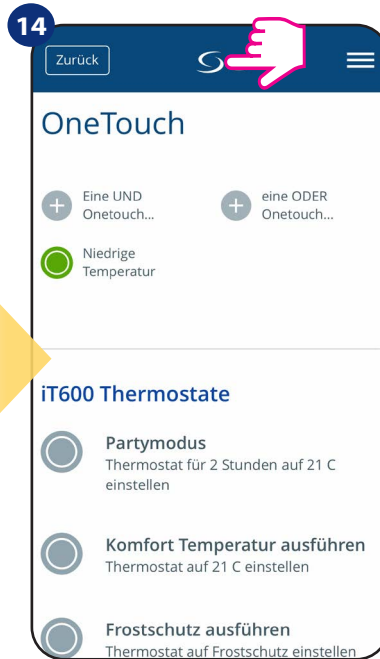 14
Zurück
OneTouch
Eine UND
Onetouch...
eine ODER
Onetouch...
Niedrige
Temperatur
iT600 Thermostate
Partymodus
Thermostat für 2 Stunden auf 21 C
einstellen
Komfort Temperatur ausführen
Thermostat auf 21 C einstellen
Frostschutz ausführen
Thermostat auf Frostschutz einstellen